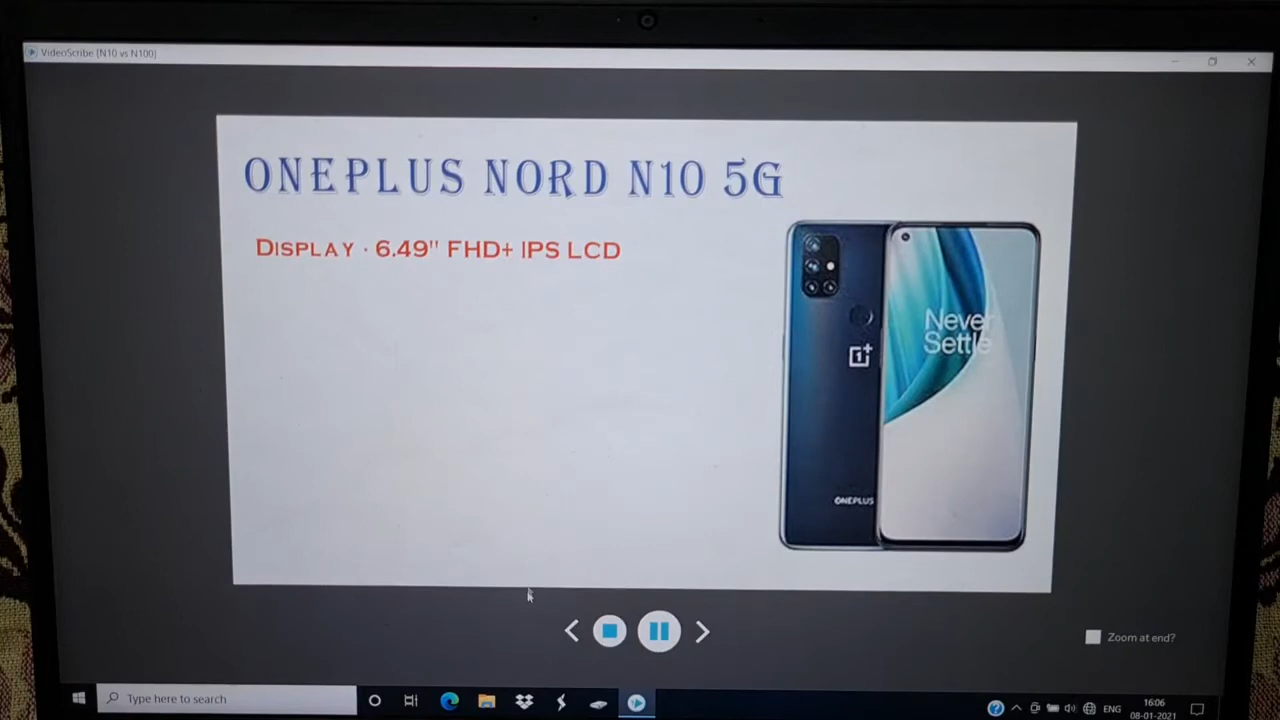 VideoScribe (N10 vs N100)
ONEPLUS NORD N10 5G
DISPLAY · 6.49" FHD+ IPS LCD
Never
Settle
1+
ONEPLUS
Zoom at end?
Type here to search
ENG
16:06
08-01-2021